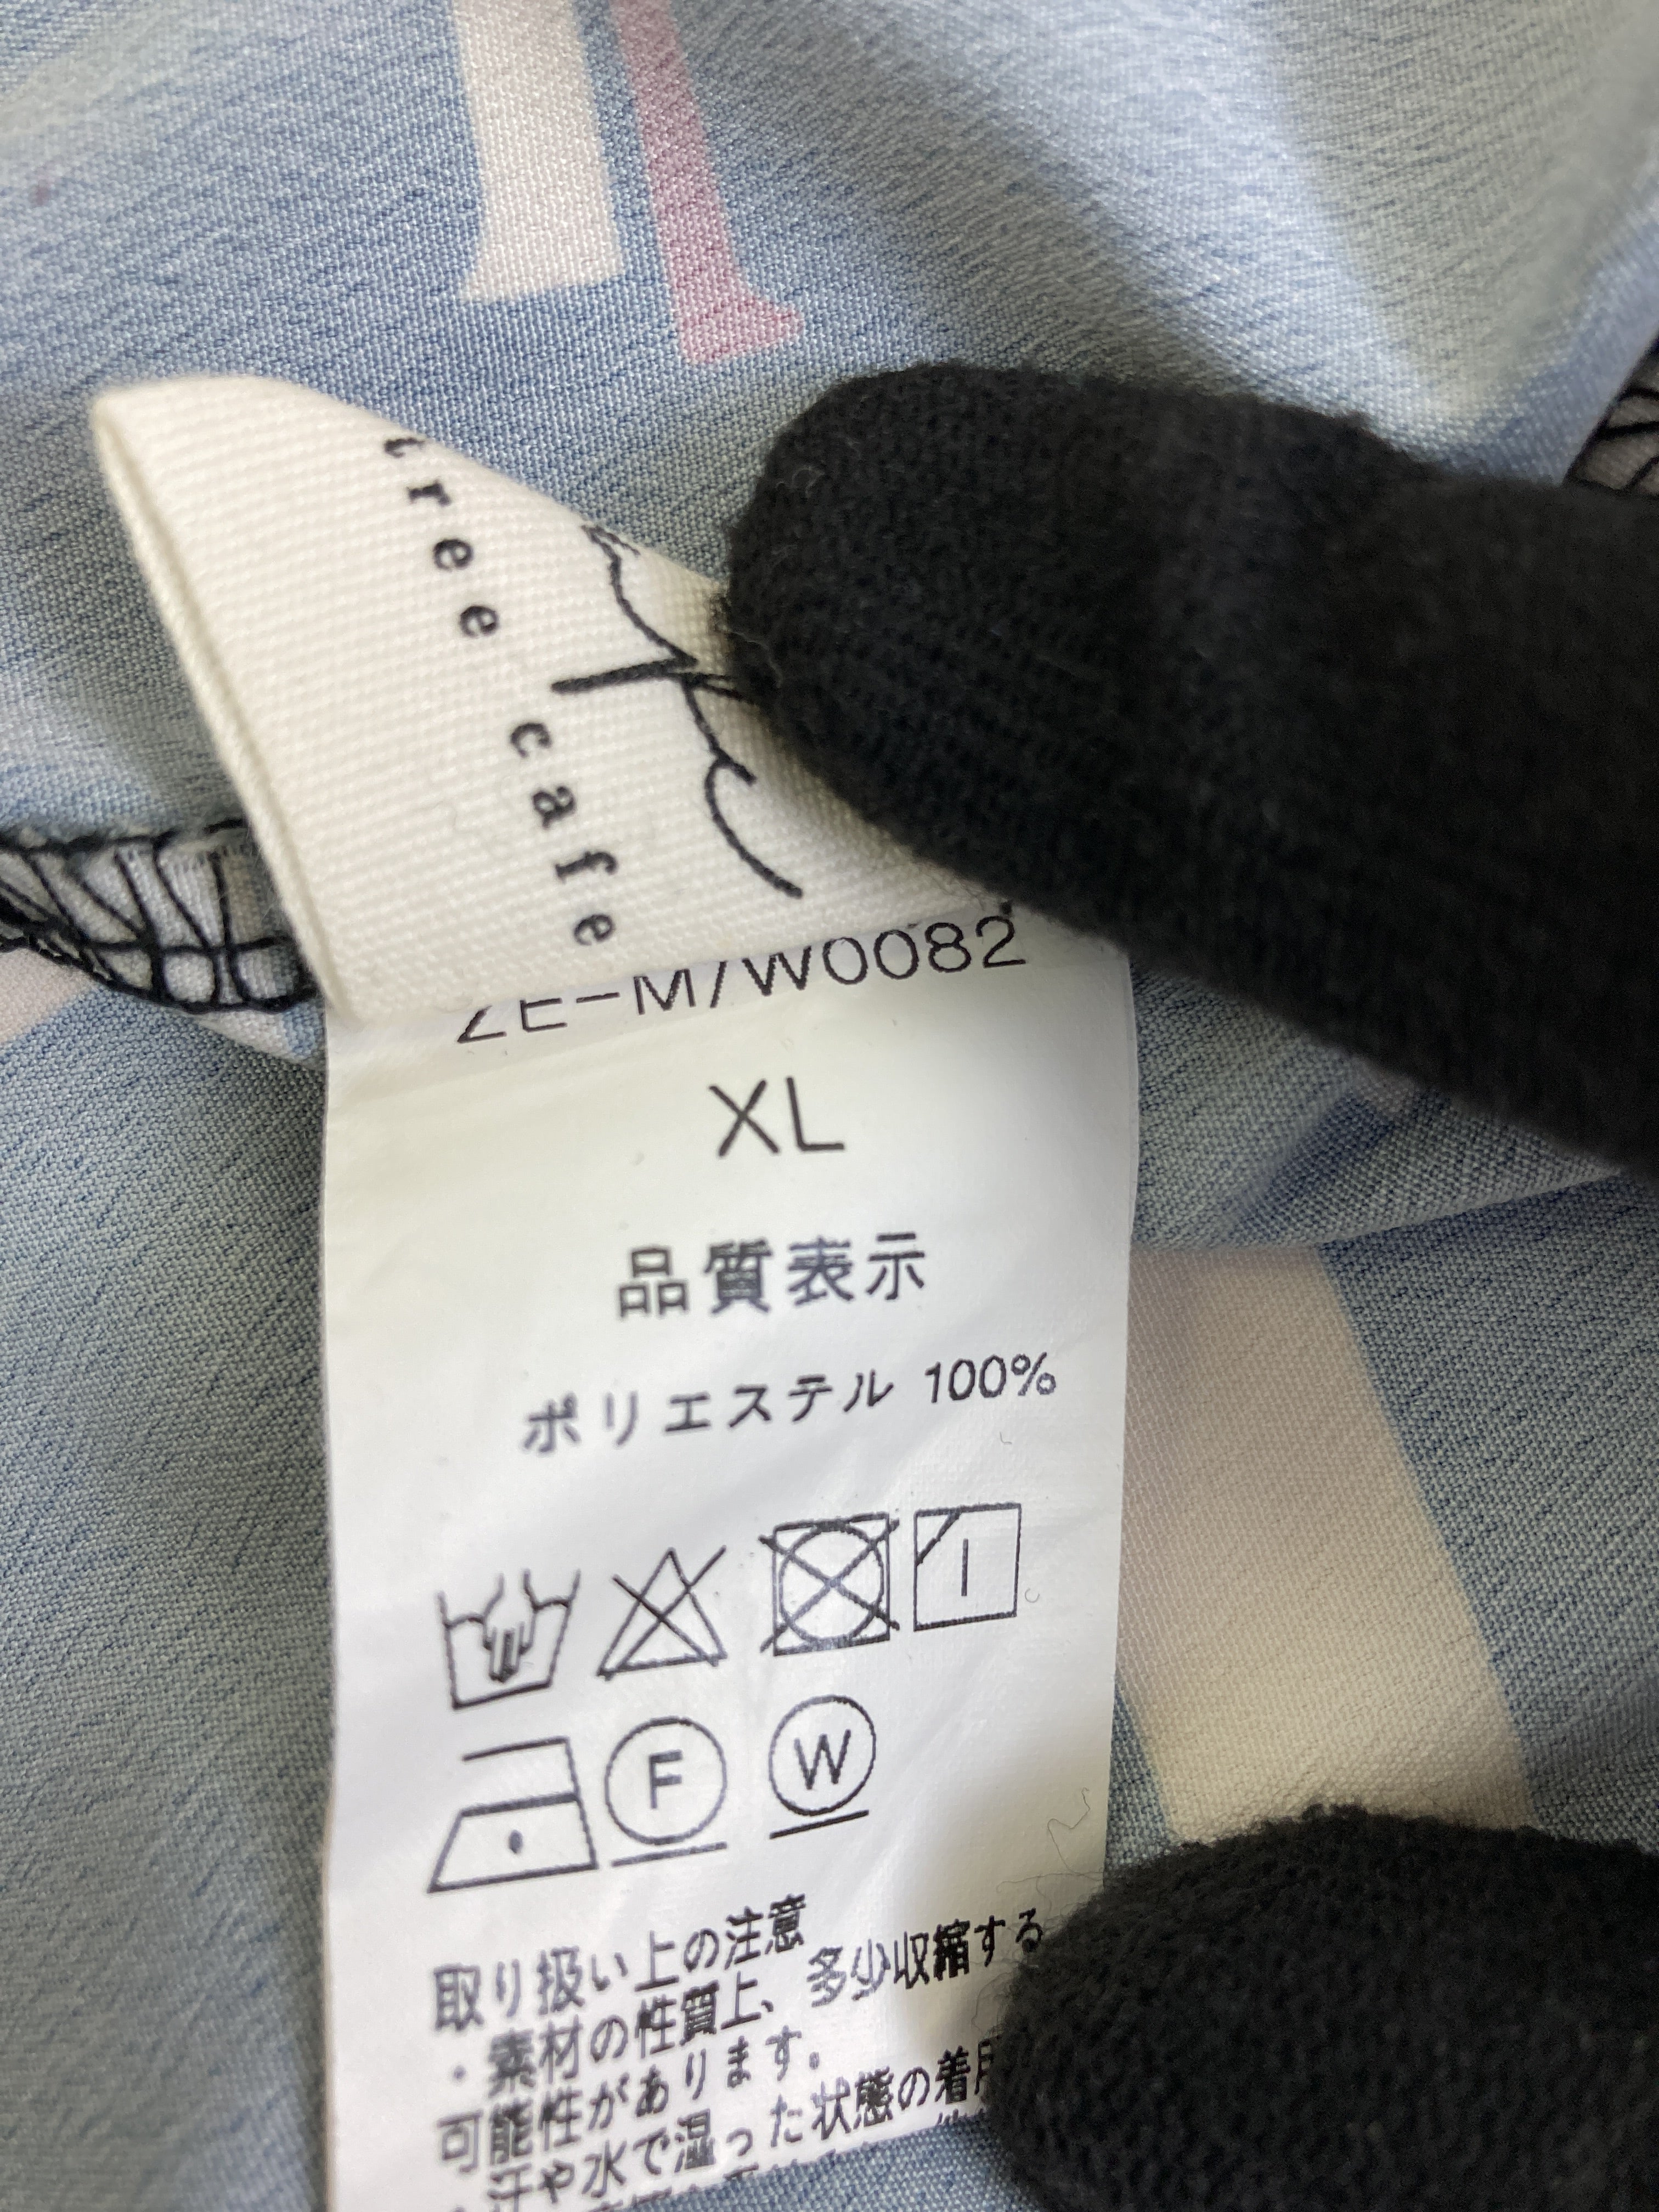 tree cafe
ZE-M/W0082
XL
品質表示
ポリエステル 100%
F W
取り扱い上の注意
・素材の性質上、多少収縮する
可能性があります。
・汗や水で湿った状態の着用